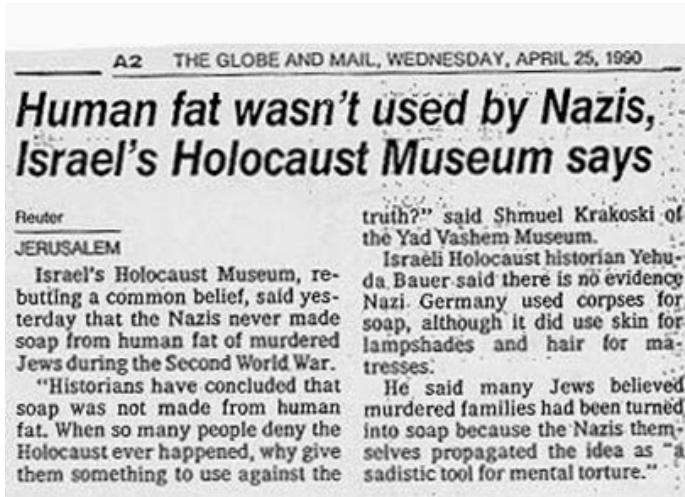 A2 THE GLOBE AND MAIL, WEDNESDAY, APRIL 25, 1990
Human fat wasn't used by Nazis,
Israel's Holocaust Museum says
Reuter
JERUSALEM
Israel's Holocaust Museum, re-
butting a common belief, said yes-
terday that the Nazis never made
soap from human fat of murdered
Jews during the Second World War.
"Historians have concluded that
soap was not made from human
fat. When so many people deny the
Holocaust ever happened, why give
them something to use against the
truth?" said Shmuel Krakoski of
the Yad Vashem Museum.
Israeli Holocaust historian Yehu-
da Bauer said there is no evidence
Nazi Germany used corpses for
soap, although it did use skin for
lampshades and hair for ma-
tresses.
He said many Jews believed
murdered families had been turned
into soap because the Nazis them-
selves propagated the idea as "a
sadistic tool for mental torture."